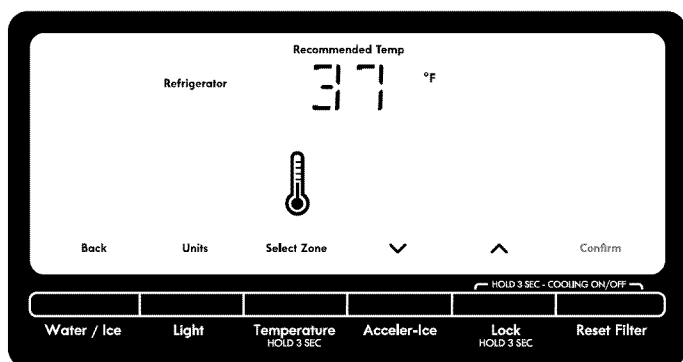 Recommended Temp
Refrigerator 37 °F
Back Units Select Zone Confirm
HOLD 3 SEC - COOLING ON/OFF
Water / Ice Light Temperature Acceler-Ice Lock Reset Filter
HOLD 3 SEC HOLD 3 SEC